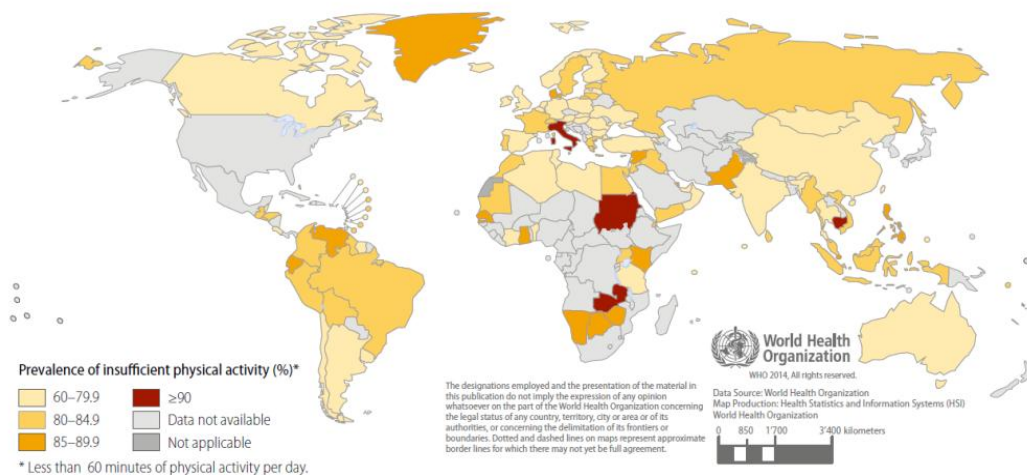 Prevalence of insufficient physical activity (%)*
60–79.9
80–84.9
85–89.9
≥90
Data not available
Not applicable
* Less than 60 minutes of physical activity per day.
The designations employed and the presentation of the material in
this publication do not imply the expression of any opinion
whatsoever on the part of the World Health Organization concerning
the legal status of any country, territory, city or area or of its
authorities, or concerning the delimitation of its frontiers or
boundaries. Dotted and dashed lines on maps represent approximate
border lines for which there may not yet be full agreement.
World Health
Organization
WHO 2014, All rights reserved.
Data Source: World Health Organization
Map Production: Health Statistics and Information Systems (HSI)
World Health Organization
0 850 1'700 3'400 kilometers